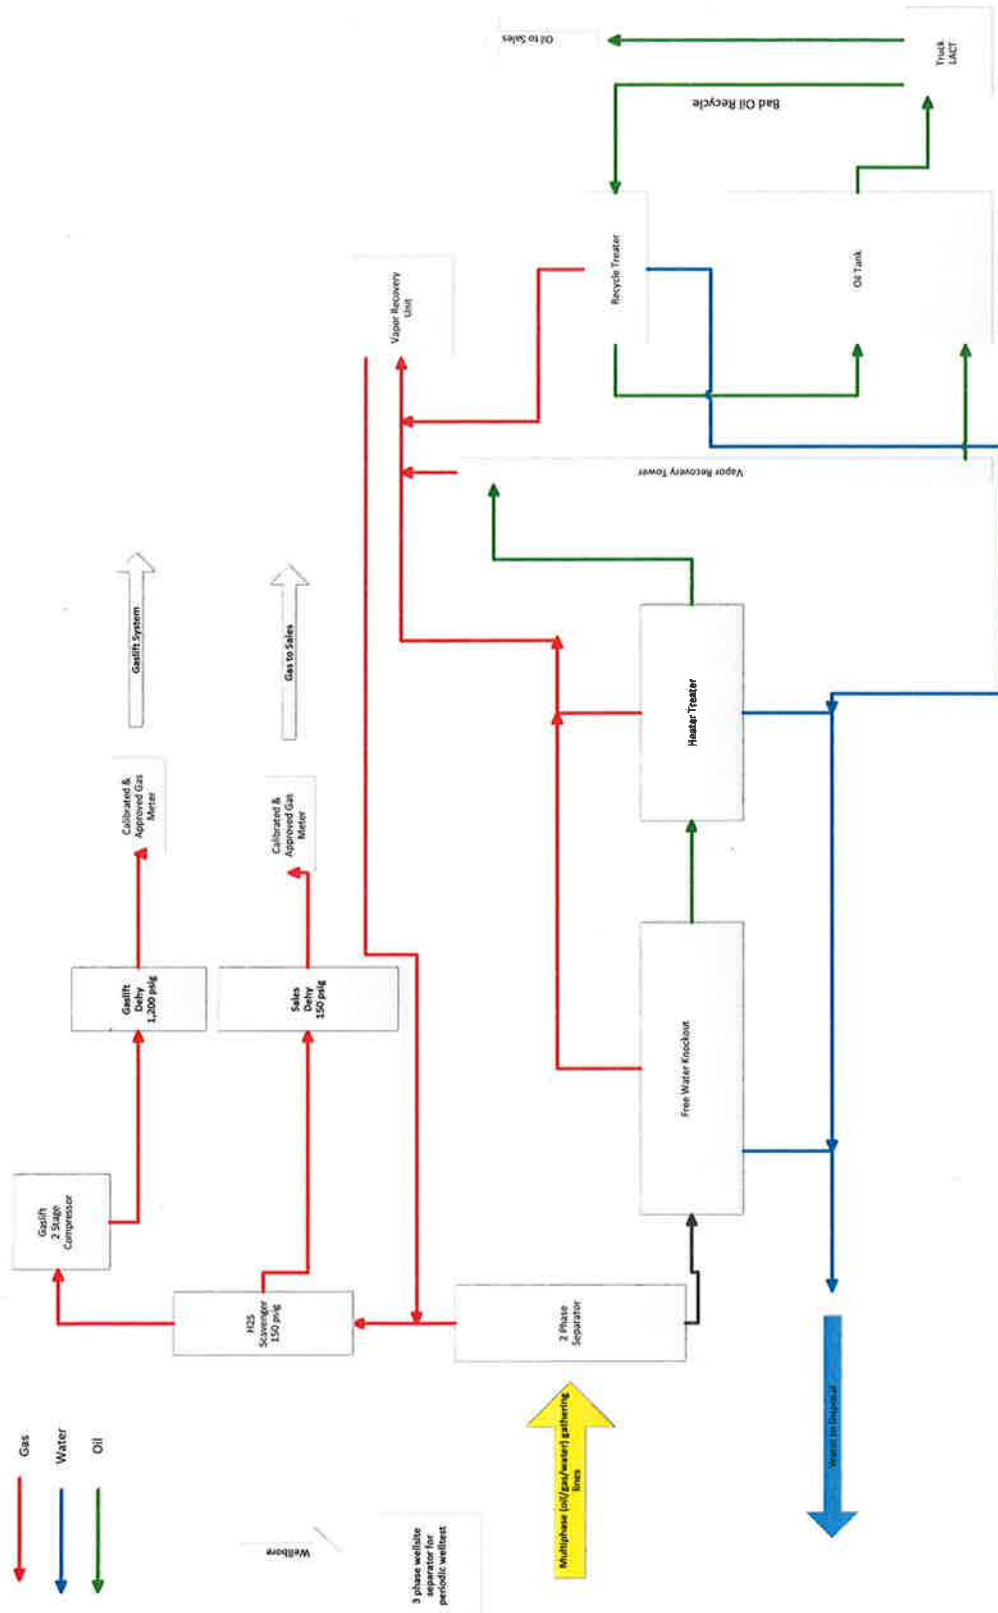 Gas
Water
Oil
Wellbore
3 phase wellsite
separator for
periodic welltest
Multiphase (oil/gas/water) gathering
lines
2 Phase
Separator
H2S
Scavenger
150 psig
Gaslift
2 Stage
Compressor
Gaslift
Dehy
1,200 psig
Sales
Dehy
150 psig
Calibrated &
Approved Gas
Meter
Calibrated &
Approved Gas
Meter
Gaslift System
Gas to Sales
Free Water Knockout
Heater Treater
Water to Disposal
Vapor Recovery Tower
Vapor Recovery
Unit
Recycle Treater
Oil Tank
Bad Oil Recycle
Oil to Sales
Truck
LACT